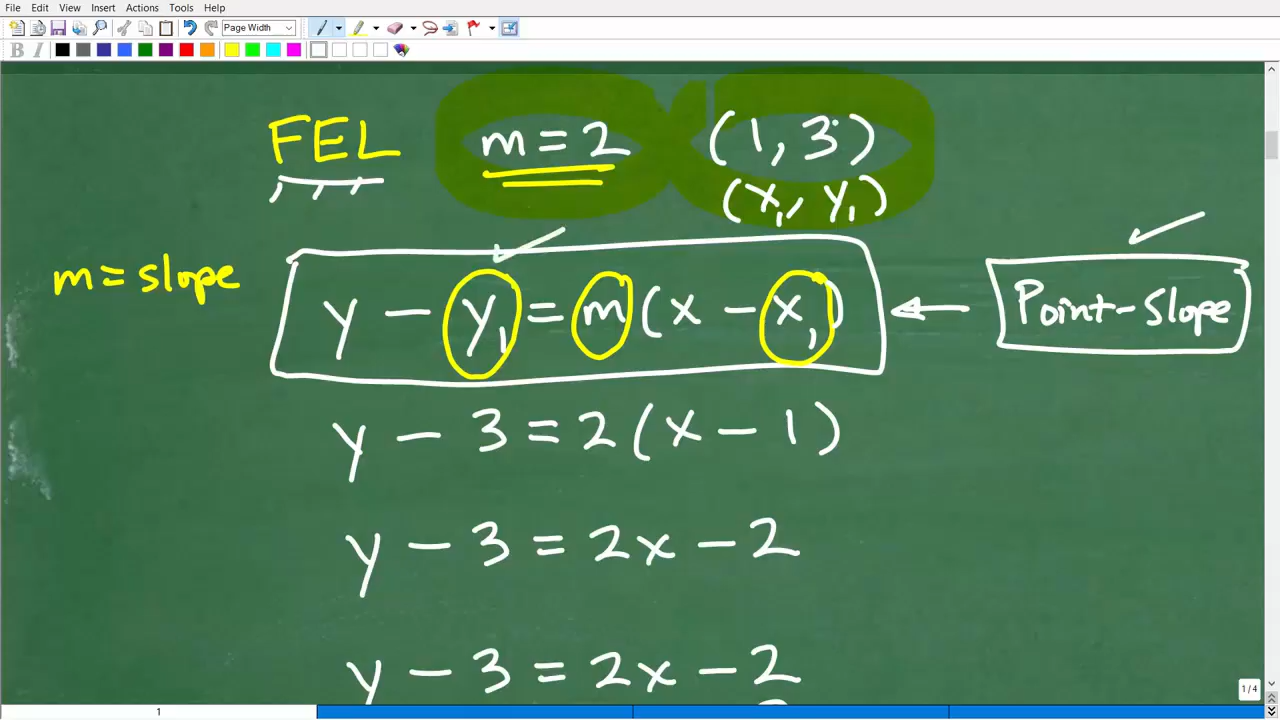 File Edit View Insert Actions Tools Help
Page Width
B I
FEL m = 2 (1, 3)
(x₁, y₁)
m = slope
y - y₁ = m(x - x₁)
Point-Slope
y - 3 = 2(x - 1)
y - 3 = 2x - 2
y - 3 = 2x - 2
1/4
1